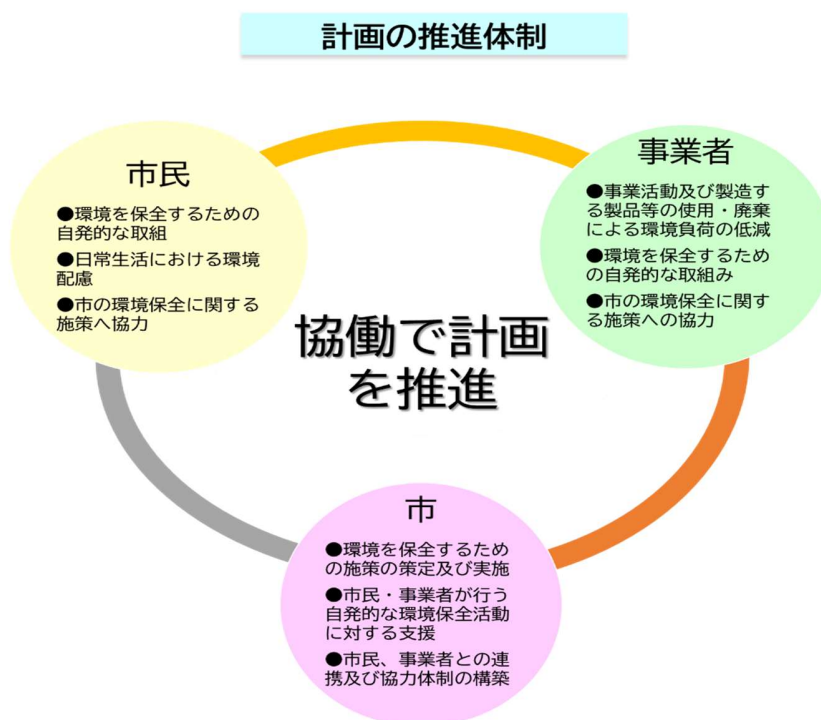 計画の推進体制
市民
●環境を保全するための
自発的な取組
●日常生活における環境
配慮
●市の環境保全に関する
施策へ協力
事業者
●事業活動及び製造す
る製品等の使用・廃棄
による環境負荷の低減
●環境を保全するため
の自発的な取組み
●市の環境保全に関す
る施策への協力
協働で計画
を推進
市
●環境を保全するため
の施策の策定及び実施
●市民・事業者が行う
自発的な環境保全活動
に対する支援
●市民、事業者との連
携及び協力体制の構築